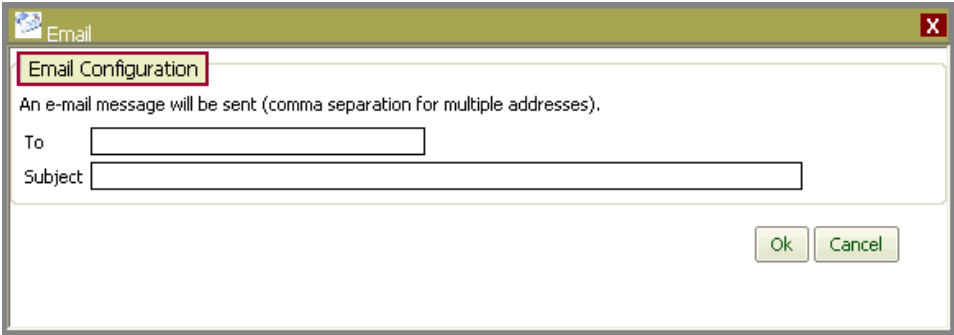 Email
X
Email Configuration
An e-mail message will be sent (comma separation for multiple addresses).
To
Subject
Ok Cancel